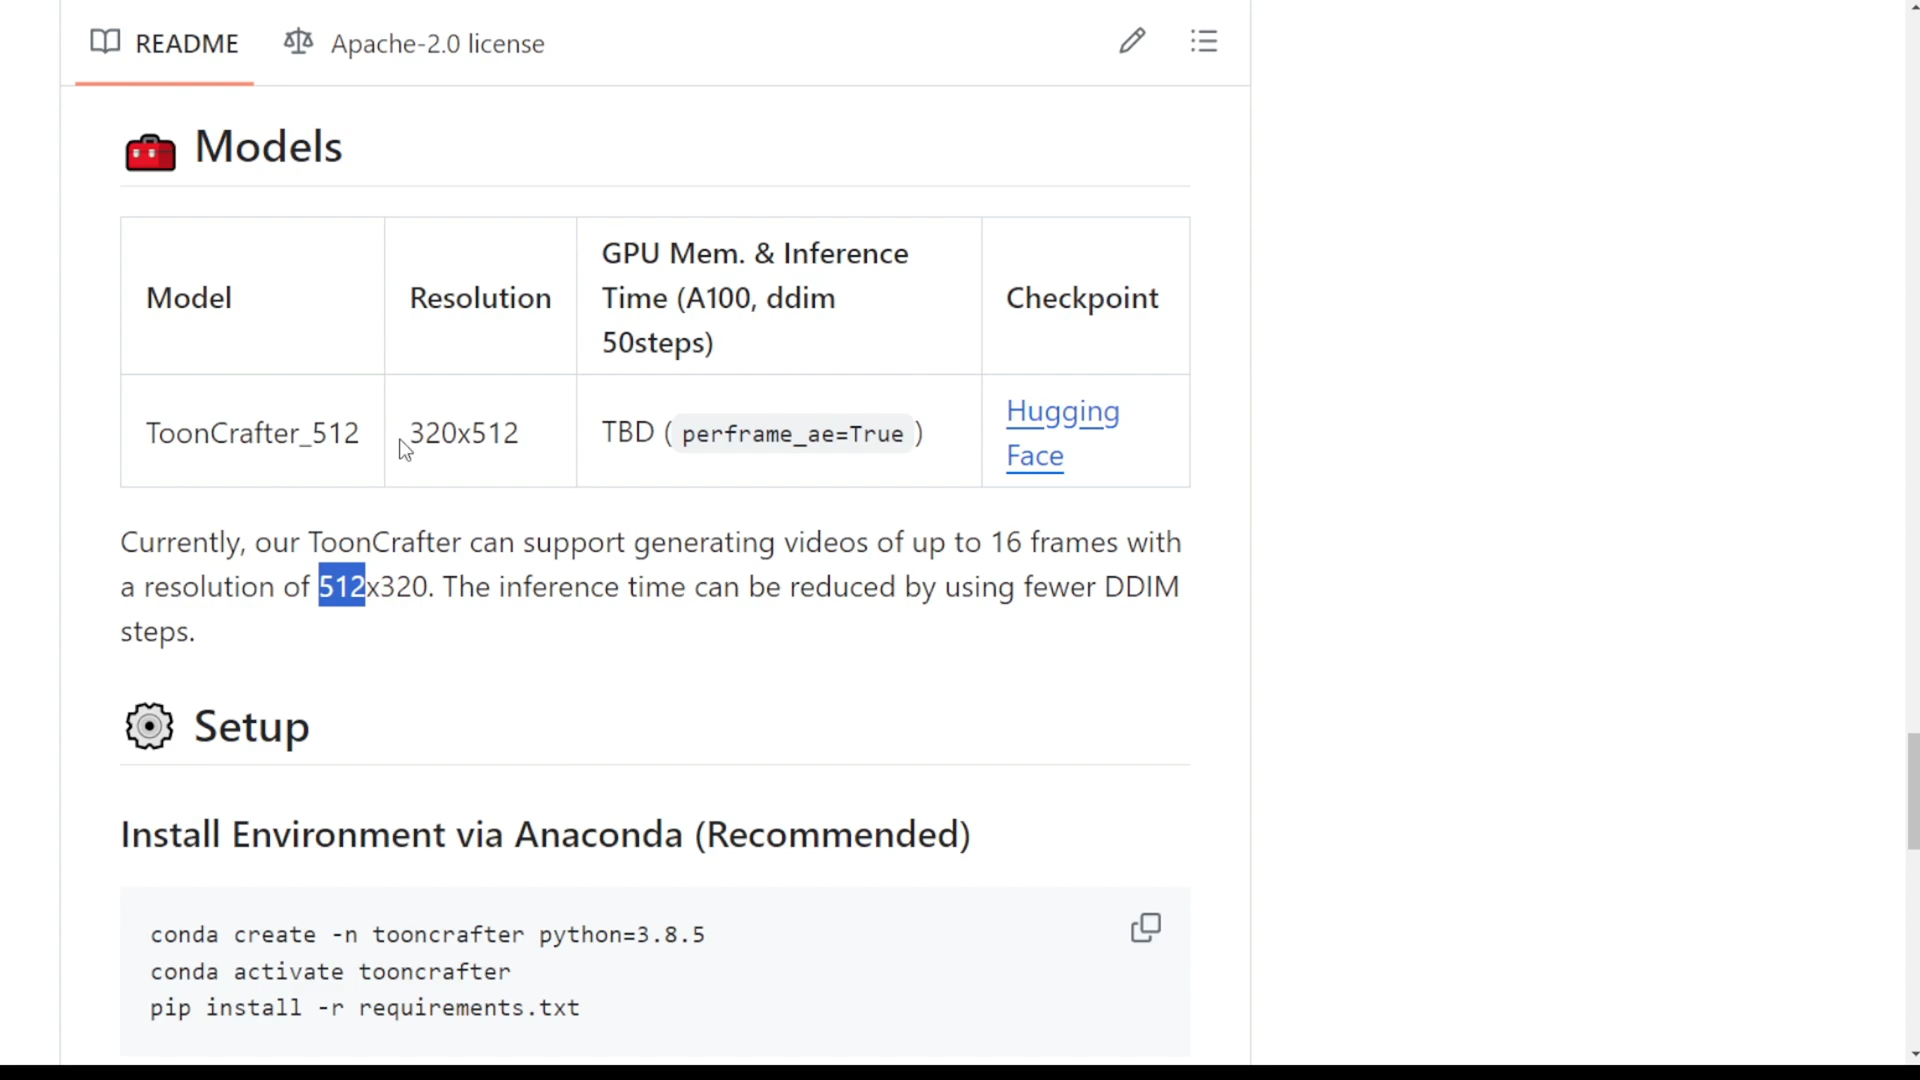 README
Apache-2.0 license
Models
Model
Resolution
GPU Mem. & Inference
Time (A100, ddim
50steps)
Checkpoint
ToonCrafter_512
320x512
TBD ( perframe_ae=True )
Hugging
Face
Currently, our ToonCrafter can support generating videos of up to 16 frames with
a resolution of 512x320. The inference time can be reduced by using fewer DDIM
steps.
Setup
Install Environment via Anaconda (Recommended)
conda create -n tooncrafter python=3.8.5
conda activate tooncrafter
pip install -r requirements.txt